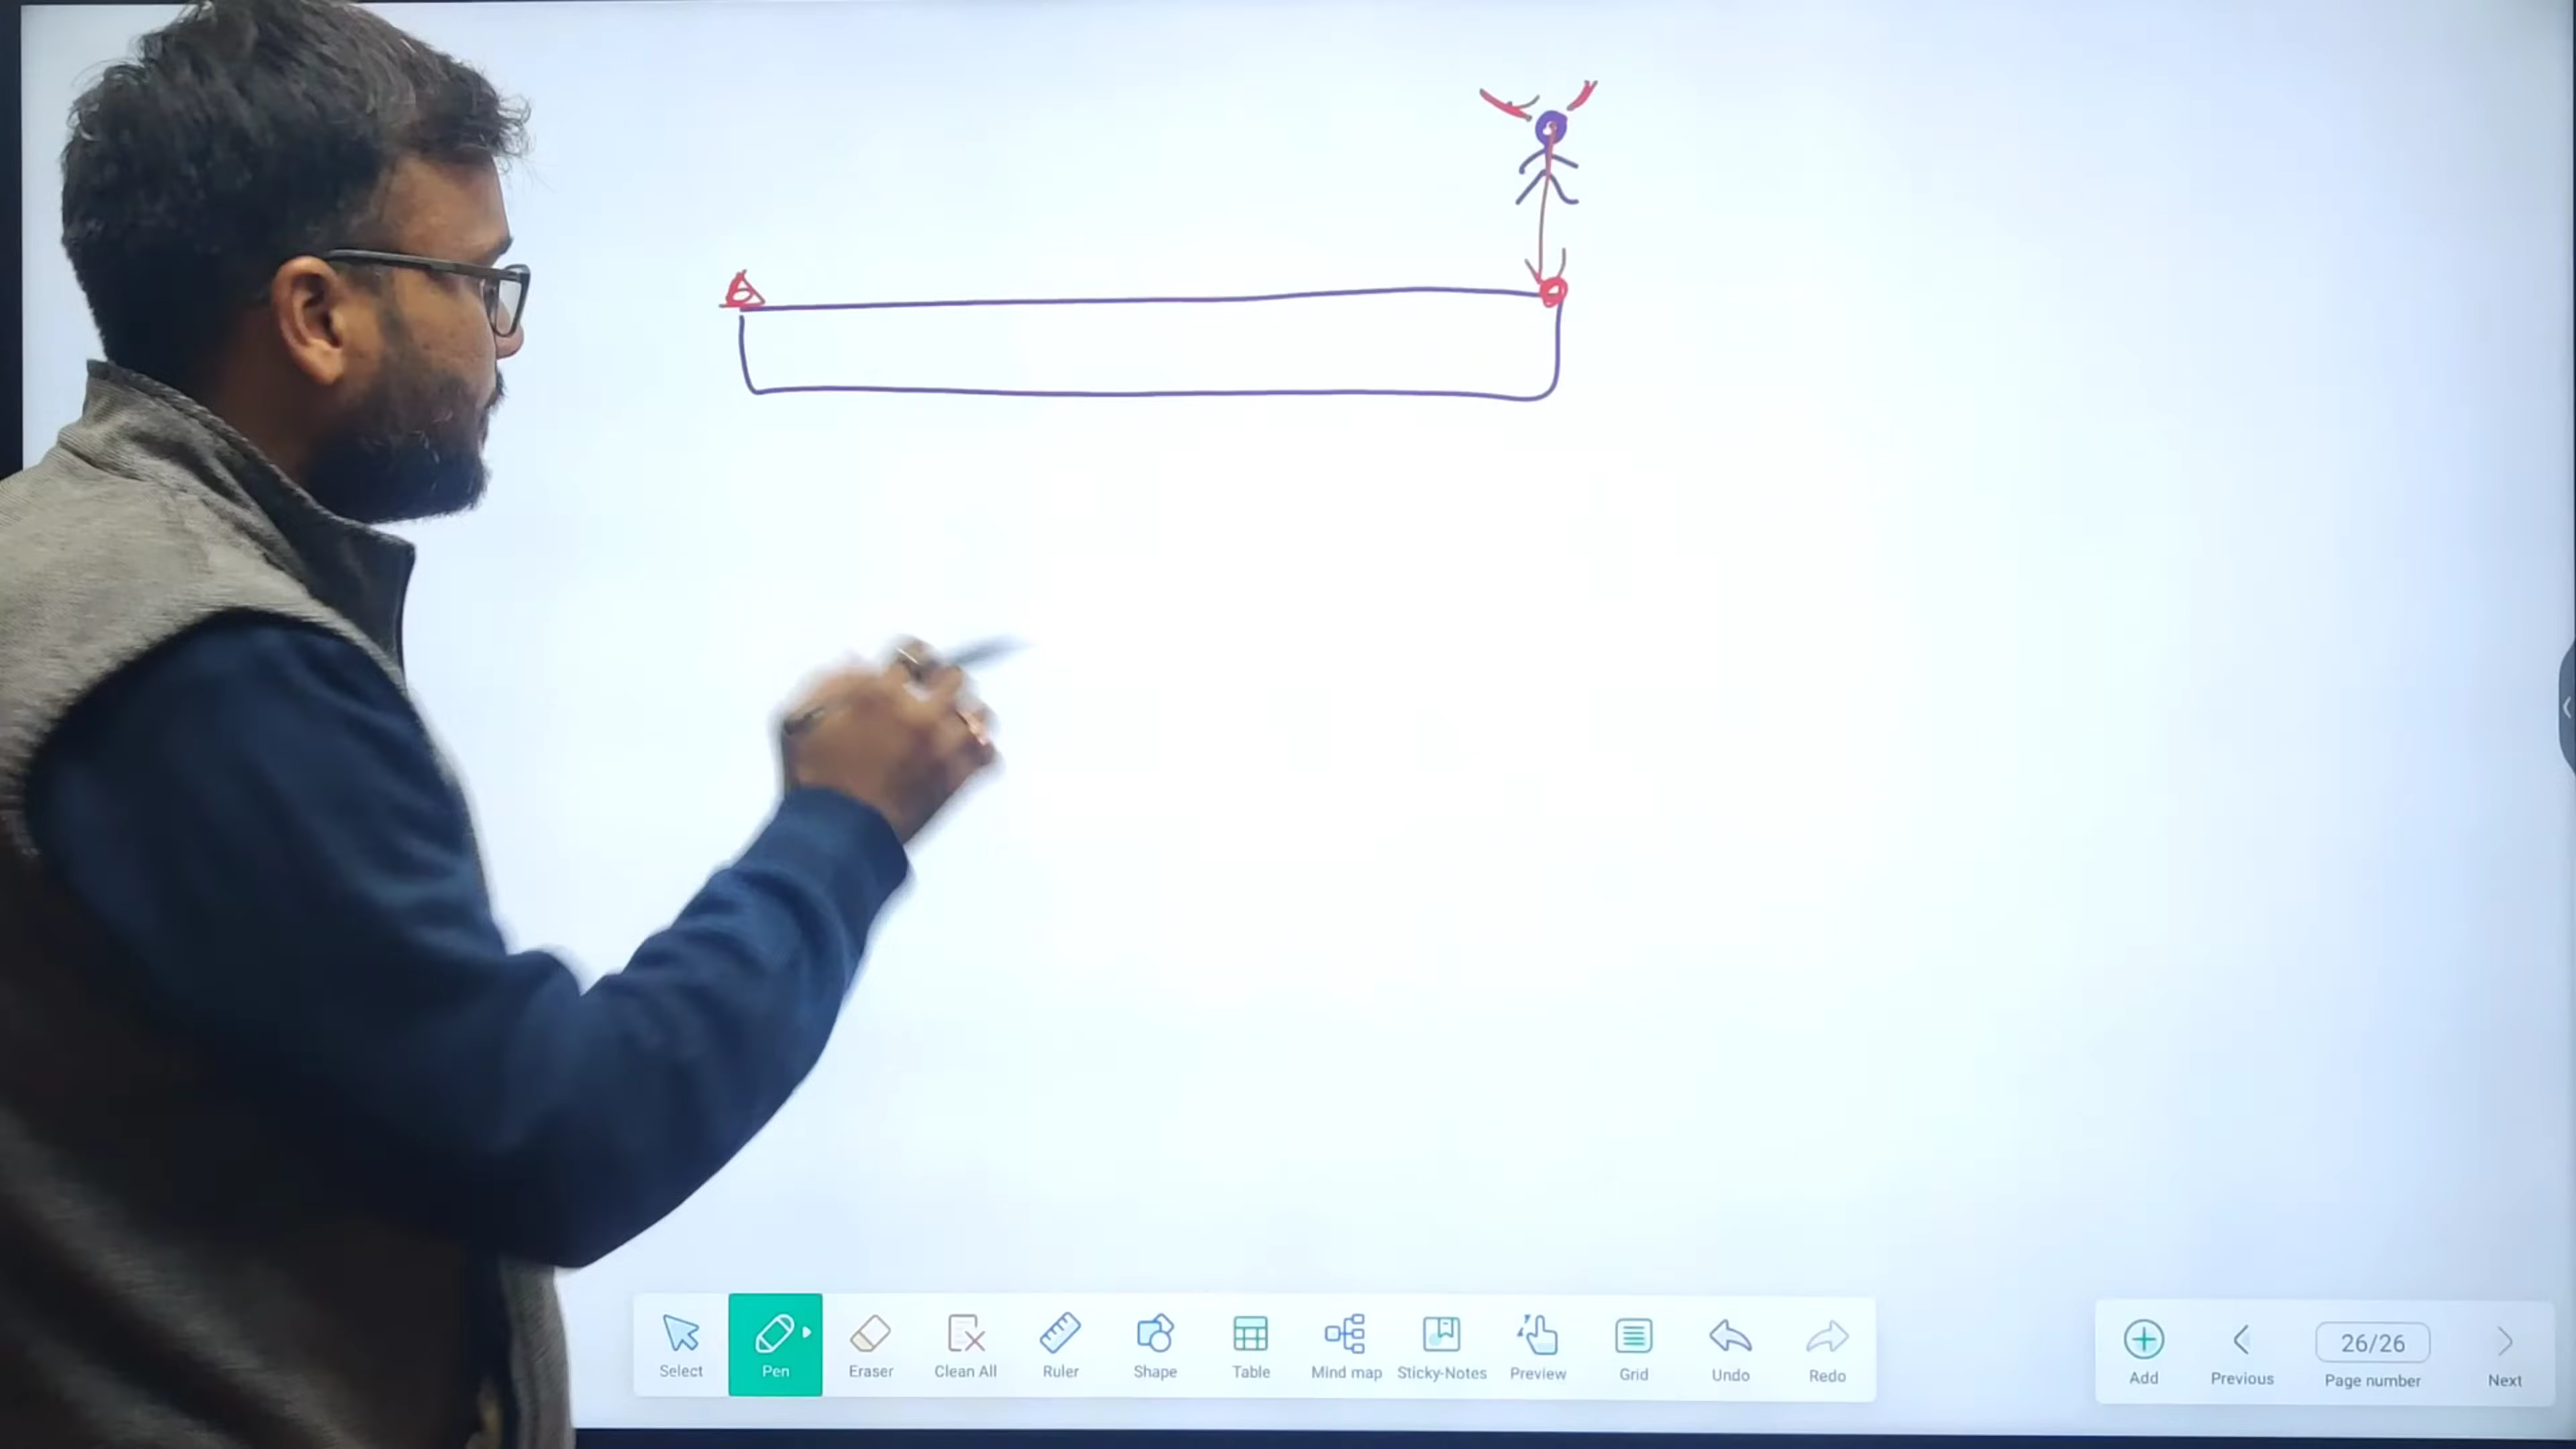 Select
Pen
Eraser
Clean All
Ruler
Shape
Table
Mind map
Sticky-Notes
Preview
Grid
Undo
Redo
Add
Previous
26/26
Page number
Next